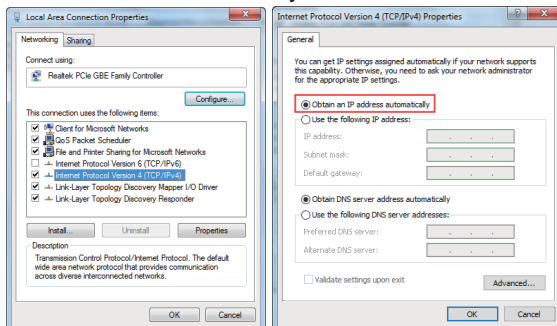 Local Area Connection Properties
Networking
Sharing
Connect using:
Realtek PCIe GBE Family Controller
Configure...
This connection uses the following items:
Client for Microsoft Networks
QoS Packet Scheduler
File and Printer Sharing for Microsoft Networks
Internet Protocol Version 6 (TCP/IPv6)
Internet Protocol Version 4 (TCP/IPv4)
Link-Layer Topology Discovery Mapper I/O Driver
Link-Layer Topology Discovery Responder
Install...
Uninstall
Properties
Description
Transmission Control Protocol/Internet Protocol. The default
wide area network protocol that provides communication
across diverse interconnected networks.
OK
Cancel
Internet Protocol Version 4 (TCP/IPv4) Properties
General
You can get IP settings assigned automatically if your network supports
this capability. Otherwise, you need to ask your network administrator
for the appropriate IP settings.
Obtain an IP address automatically
Use the following IP address:
IP address:
Subnet mask:
Default gateway:
Obtain DNS server address automatically
Use the following DNS server addresses:
Preferred DNS server:
Alternate DNS server:
Validate settings upon exit
Advanced...
OK
Cancel